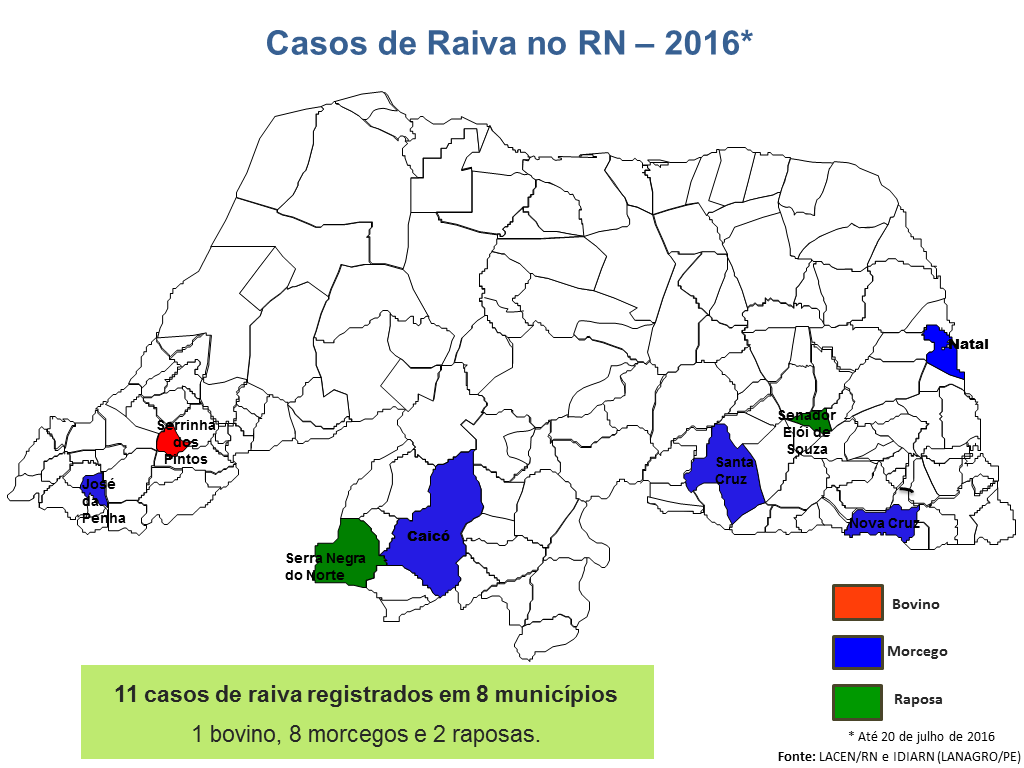 Casos de Raiva no RN – 2016*
Natal
Serrinha
dos
Pintos
Senador
Elói de
Souza
Santa
Cruz
José
da
Penha
Nova Cruz
Caicó
Serra Negra
do Norte
Bovino
Morcego
Raposa
11 casos de raiva registrados em 8 municípios
1 bovino, 8 morcegos e 2 raposas.
* Até 20 de julho de 2016
Fonte: LACEN/RN e IDIARN (LANAGRO/PE)